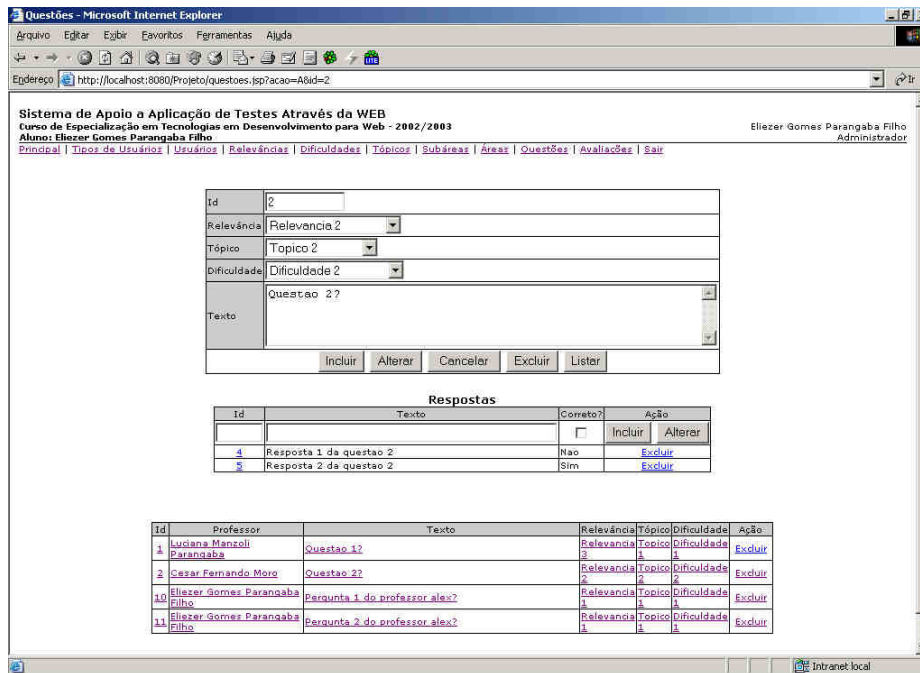 Questões - Microsoft Internet Explorer
Arquivo Editar Exibir Favoritos Ferramentas Ajuda
Endereço http://localhost:8080/Projeto/questoes.jsp?acao=A&id=2 Ir
Sistema de Apoio a Aplicação de Testes Através da WEB
Curso de Especialização em Tecnologias em Desenvolvimento para Web - 2002/2003
Eliezer Gomes Parangaba Filho
Aluno: Eliezer Gomes Parangaba Filho
Administrador
Principal | Tipos de Usuários | Usuários | Relevâncias | Dificuldades | Tópicos | Subáreas | Áreas | Questões | Avaliações | Sair
Id 2
Relevância Relevancia 2
Tópico Topico 2
Dificuldade Dificuldade 2
Texto Questao 2?
Incluir Alterar Cancelar Excluir Listar
Respostas
Id Texto Correto? Ação
Incluir Alterar
4 Resposta 1 da questao 2 Nao Excluir
5 Resposta 2 da questao 2 Sim Excluir
Id Professor Texto Relevância Tópico Dificuldade Ação
1 Luciana Manzoli Parangaba Questao 1? Relevancia 3 Topico 1 Dificuldade 1 Excluir
2 Cesar Fernando Moro Questao 2? Relevancia 2 Topico 2 Dificuldade 2 Excluir
10 Eliezer Gomes Parangaba Filho Pergunta 1 do professor alex? Relevancia 1 Topico 1 Dificuldade 1 Excluir
11 Eliezer Gomes Parangaba Filho Pergunta 2 do professor alex? Relevancia 1 Topico 1 Dificuldade 1 Excluir
Intranet local